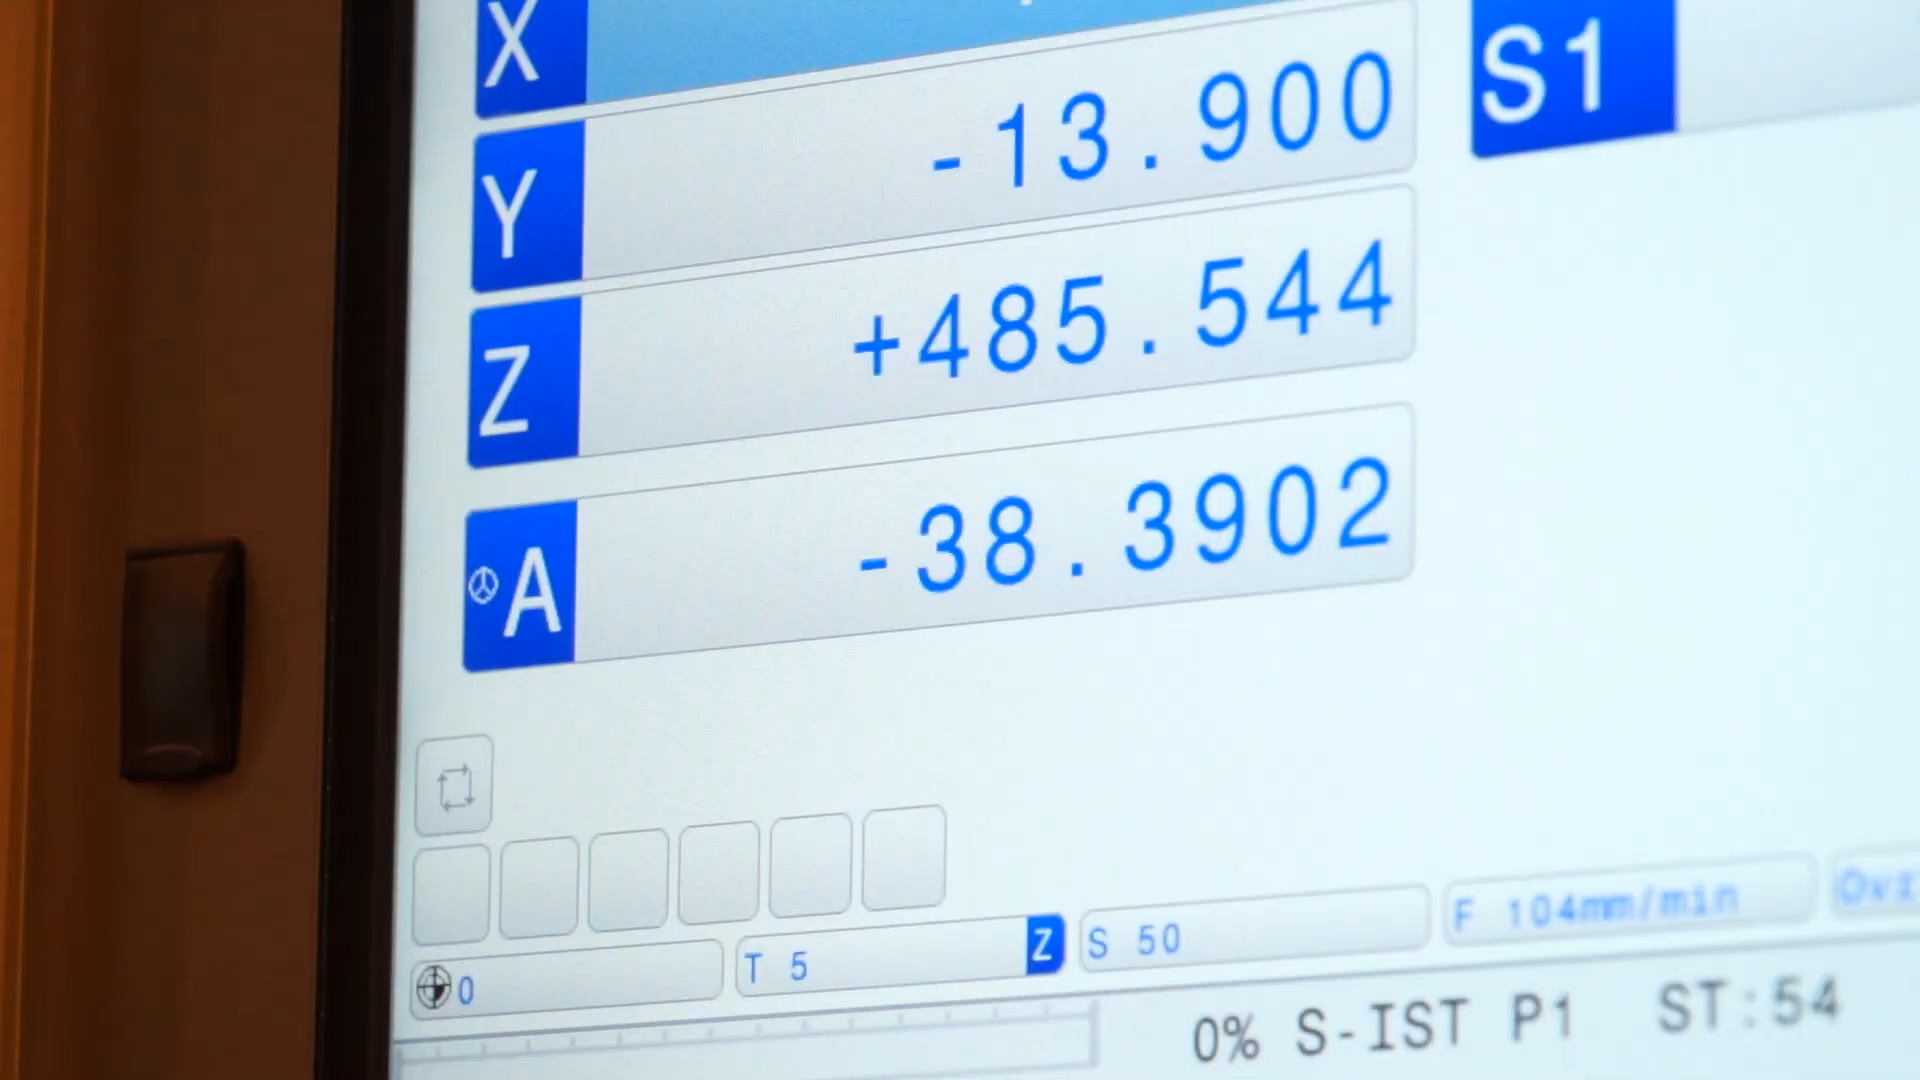 X
Y -13.900
S1
Z +485.544
A -38.3902
0
T 5 Z
S 50
F 104mm/min
0% S-IST P1 ST:54